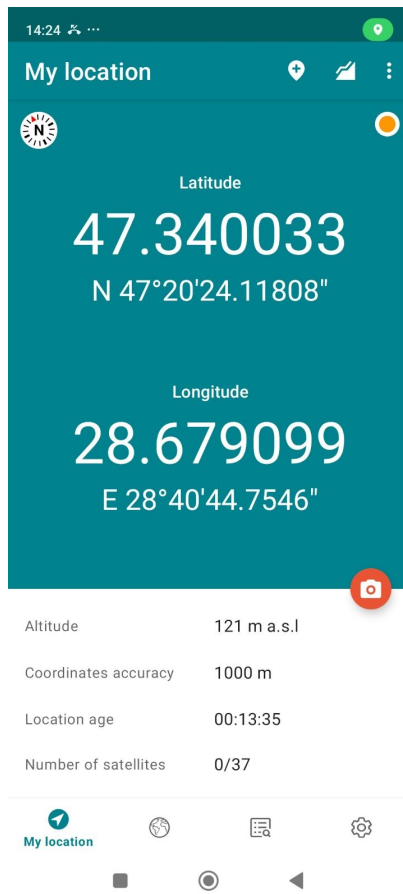 14:24 ...
My location
N
Latitude
47.340033
N 47°20'24.11808"
Longitude
28.679099
E 28°40'44.7546"
Altitude 121 m a.s.l
Coordinates accuracy 1000 m
Location age 00:13:35
Number of satellites 0/37
My location